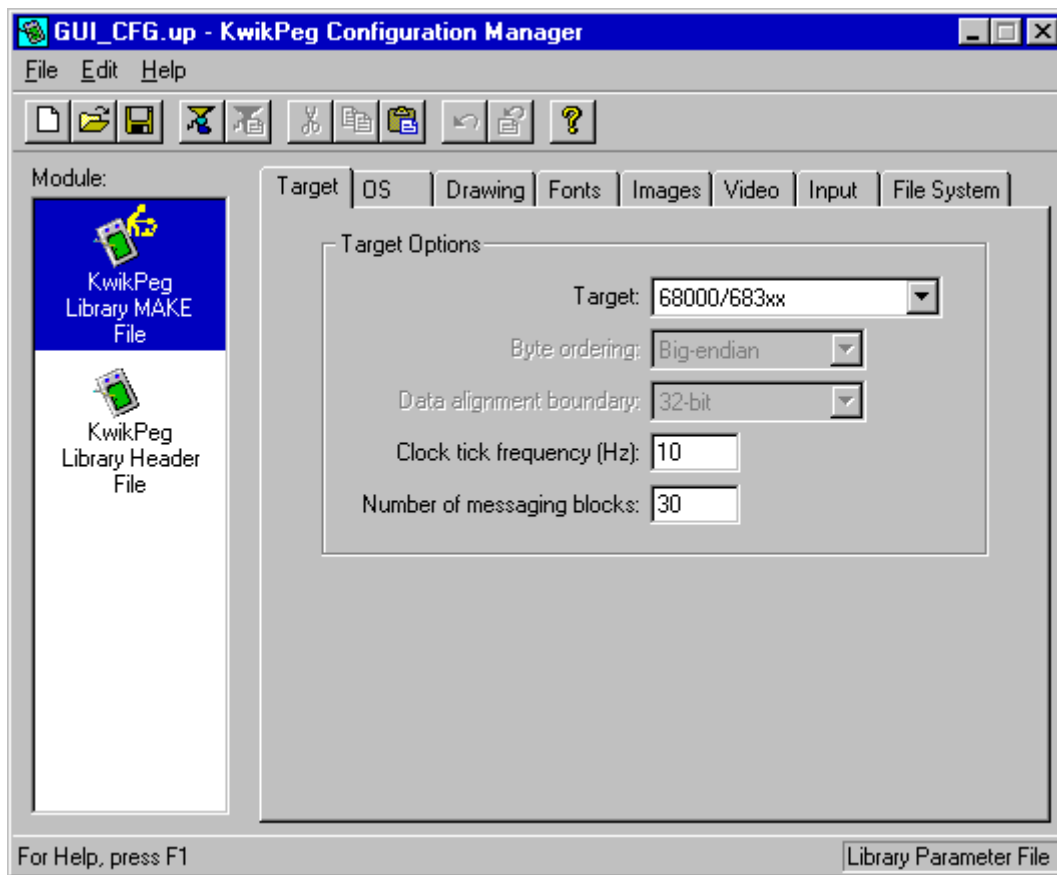 GUI_CFG.up - KwikPeg Configuration Manager
File Edit Help
Module:
KwikPeg
Library MAKE
File
KwikPeg
Library Header
File
Target OS Drawing Fonts Images Video Input File System
Target Options
Target: 68000/683xx
Byte ordering: Big-endian
Data alignment boundary: 32-bit
Clock tick frequency (Hz): 10
Number of messaging blocks: 30
For Help, press F1
Library Parameter File